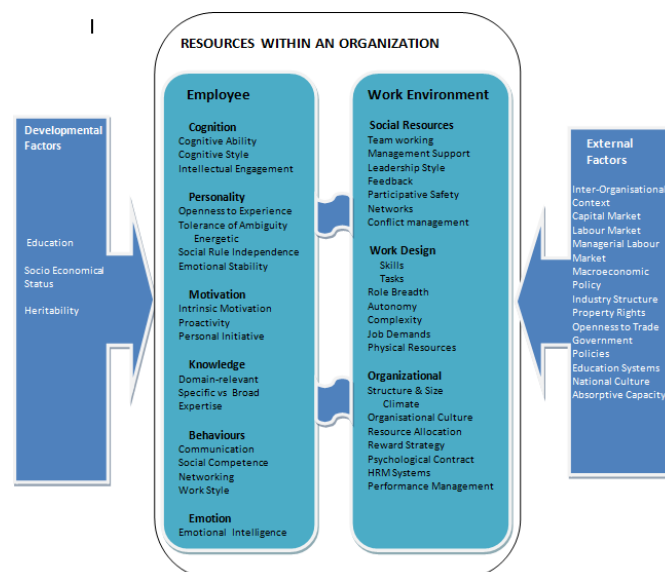 I
RESOURCES WITHIN AN ORGANIZATION
Developmental
Factors
Education
Socio Economical
Status
Heritability
Employee
Cognition
Cognitive Ability
Cognitive Style
Intellectual Engagement
Personality
Openness to Experience
Tolerance of Ambiguity
Energetic
Social Rule Independence
Emotional Stability
Motivation
Intrinsic Motivation
Proactivity
Personal Initiative
Knowledge
Domain-relevant
Specific vs Broad
Expertise
Behaviours
Communication
Social Competence
Networking
Work Style
Emotion
Emotional Intelligence
Work Environment
Social Resources
Team working
Management Support
Leadership Style
Feedback
Participative Safety
Networks
Conflict management
Work Design
Skills
Tasks
Role Breadth
Autonomy
Complexity
Job Demands
Physical Resources
Organizational
Structure & Size
Climate
Organisational Culture
Resource Allocation
Reward Strategy
Psychological Contract
HRM Systems
Performance Management
External
Factors
Inter-Organisational
Context
Capital Market
Labour Market
Managerial Labour
Market
Macroeconomic
Policy
Industry Structure
Property Rights
Openness to Trade
Government
Policies
Education Systems
National Culture
Absorptive Capacity